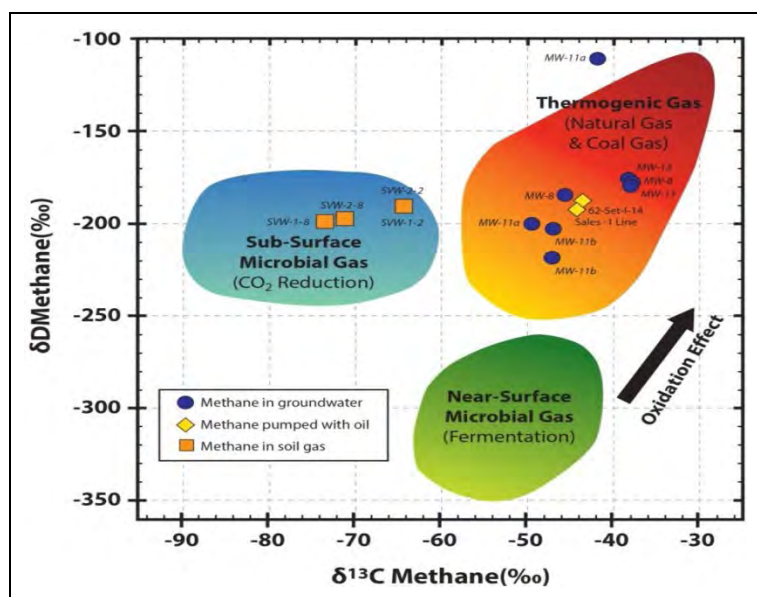 -100
-150
-200
-250
-300
-350
δDMethane(‰)
MW-11a
Thermogenic Gas
(Natural Gas
& Coal Gas)
MW-13
MW-8
MW-11
MW-8
62-Set-I-14
Sales -1 Line
MW-11a
MW-11b
MW-11b
SVW-2-2
SVW-2-8
SVW-1-8
SVW-1-2
Sub-Surface
Microbial Gas
(CO₂ Reduction)
Near-Surface
Microbial Gas
(Fermentation)
Oxidation Effect
Methane in groundwater
Methane pumped with oil
Methane in soil gas
-90 -80 -70 -60 -50 -40 -30
δ¹³C Methane(‰)